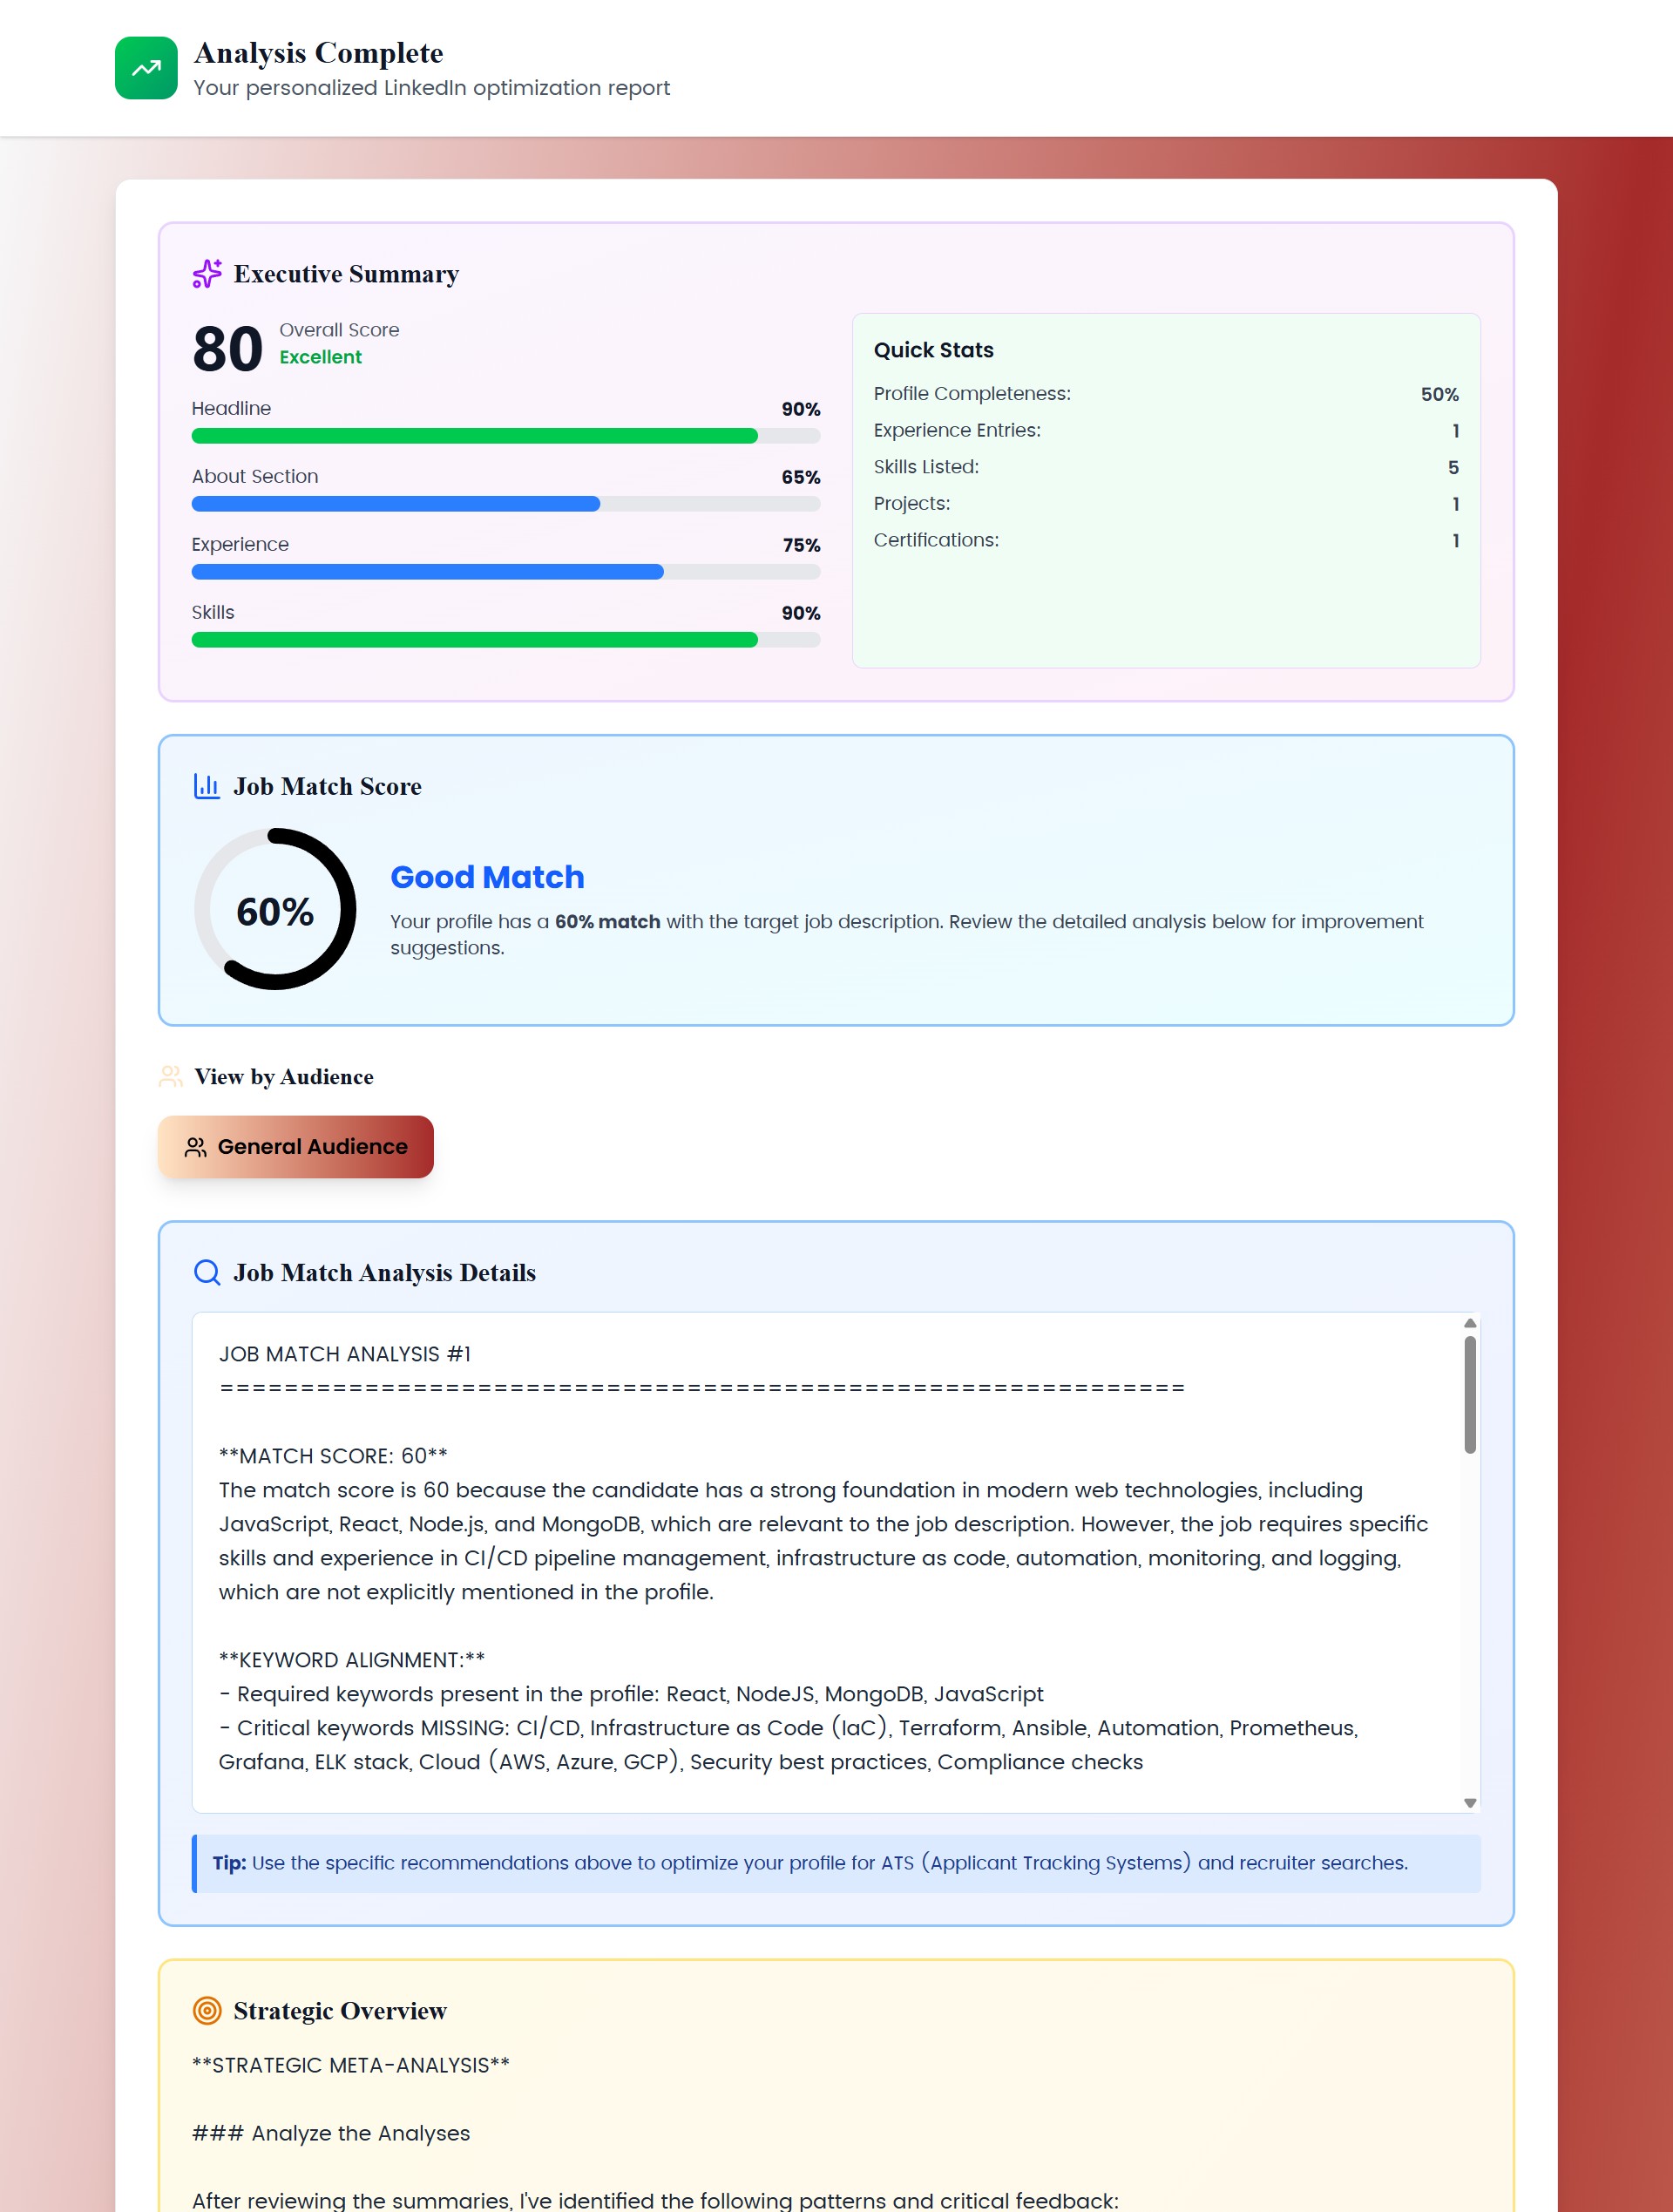 Analysis Complete
Your personalized LinkedIn optimization report
Executive Summary
80
Overall Score
Excellent
Headline 90%
About Section 65%
Experience 75%
Skills 90%
Quick Stats
Profile Completeness: 50%
Experience Entries: 1
Skills Listed: 5
Projects: 1
Certifications: 1
Job Match Score
60%
Good Match
Your profile has a 60% match with the target job description. Review the detailed analysis below for improvement
suggestions.
View by Audience
General Audience
Job Match Analysis Details
JOB MATCH ANALYSIS #1
============================================================
**MATCH SCORE: 60**
The match score is 60 because the candidate has a strong foundation in modern web technologies, including
JavaScript, React, Node.js, and MongoDB, which are relevant to the job description. However, the job requires specific
skills and experience in CI/CD pipeline management, infrastructure as code, automation, monitoring, and logging,
which are not explicitly mentioned in the profile.
**KEYWORD ALIGNMENT:**
- Required keywords present in the profile: React, NodeJS, MongoDB, JavaScript
- Critical keywords MISSING: CI/CD, Infrastructure as Code (IaC), Terraform, Ansible, Automation, Prometheus,
Grafana, ELK stack, Cloud (AWS, Azure, GCP), Security best practices, Compliance checks
Tip: Use the specific recommendations above to optimize your profile for ATS (Applicant Tracking Systems) and recruiter searches.
Strategic Overview
**STRATEGIC META-ANALYSIS**
### Analyze the Analyses
After reviewing the summaries, I've identified the following patterns and critical feedback: